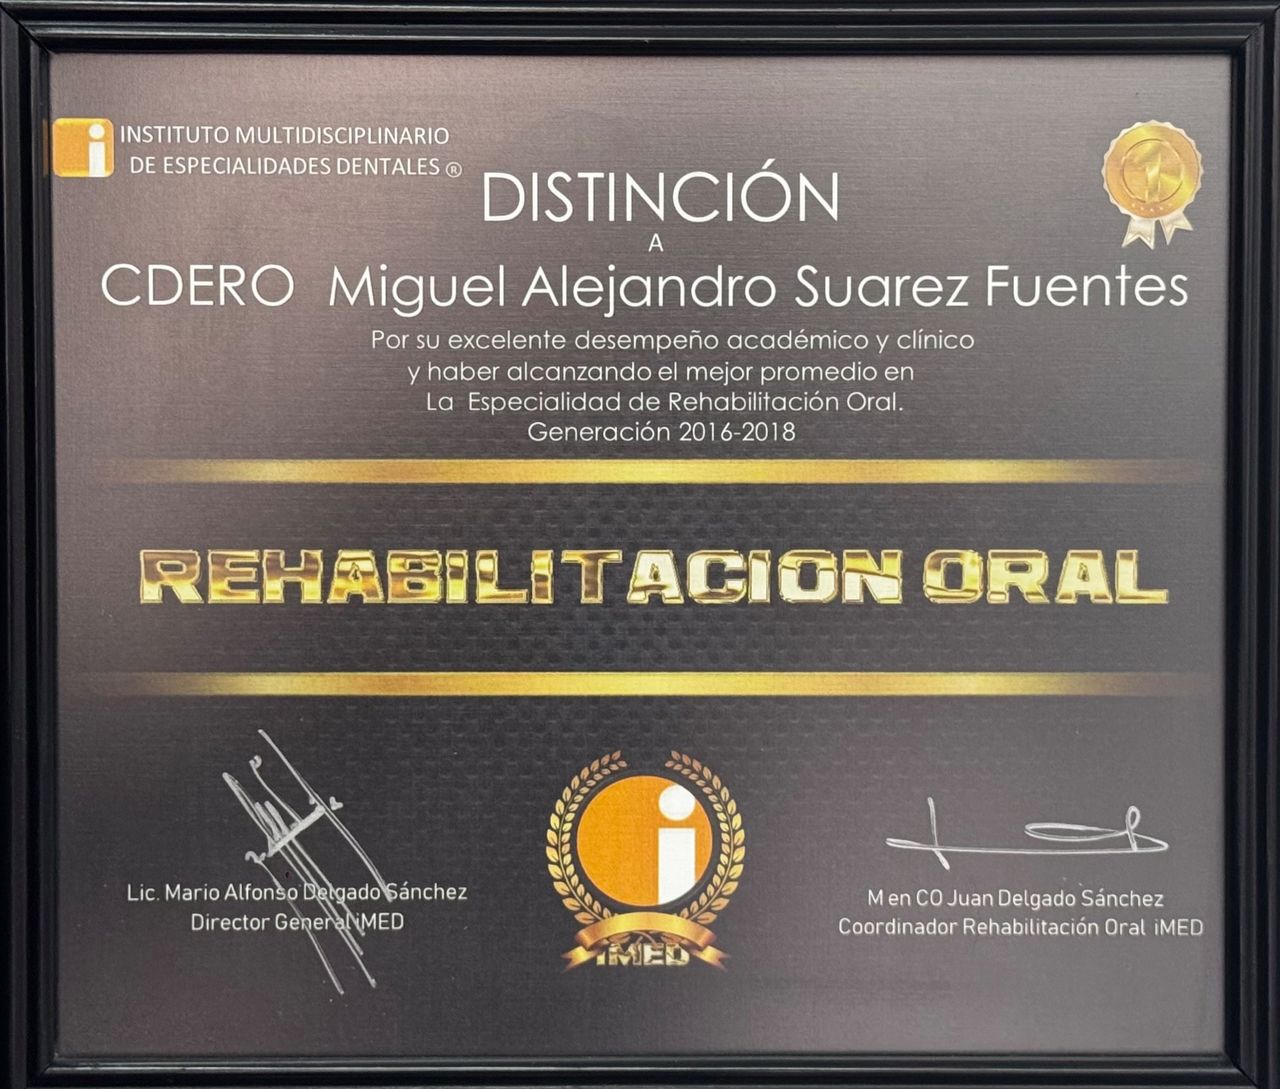 INSTITUTO MULTIDISCIPLINARIO
DE ESPECIALIDADES DENTALES ®
1
DISTINCIÓN
A
CDERO Miguel Alejandro Suarez Fuentes
Por su excelente desempeño académico y clínico
y haber alcanzando el mejor promedio en
La Especialidad de Rehabilitación Oral.
Generación 2016-2018
REHABILITACION ORAL
Lic. Mario Alfonso Delgado Sánchez
Director General iMED
iMED
M en CO Juan Delgado Sánchez
Coordinador Rehabilitación Oral iMED